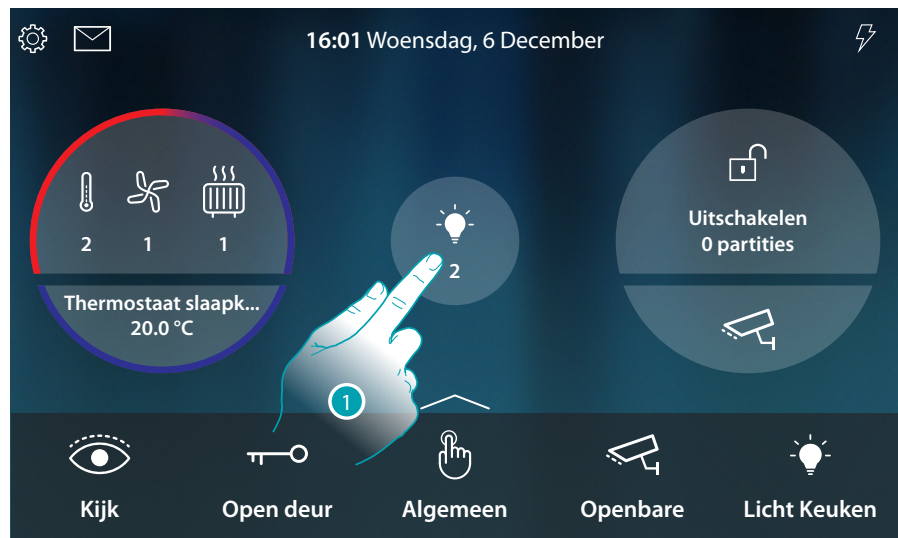 16:01 Woensdag, 6 December
2 1 1
Thermostaat slaapk...
20.0 °C
2
1
Uitschakelen
0 partities
Kijk
Open deur
Algemeen
Openbare
Licht Keuken